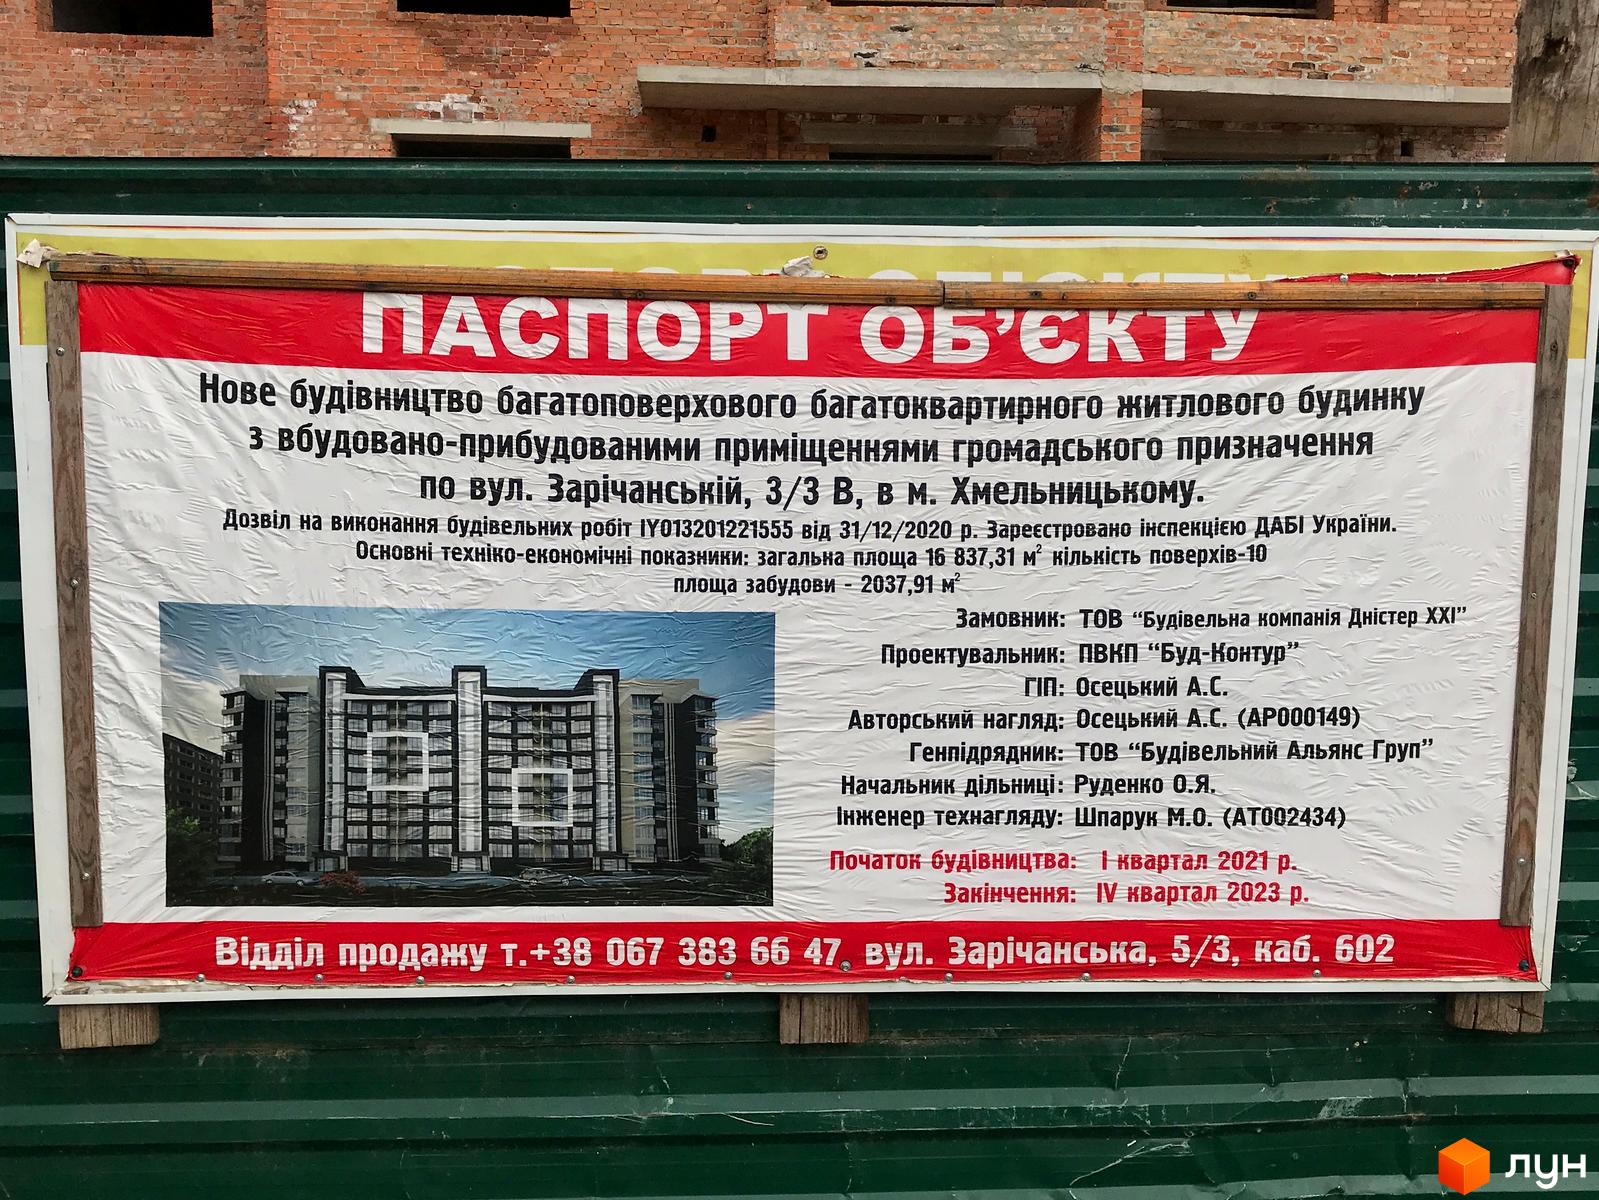 ПАСПОРТ ОБ’ЄКТУ
Нове будівництво багатоповерхового багатоквартирного житлового будинку
з вбудовано-прибудованими приміщеннями громадського призначення
по вул. Зарічанській, 3/3 В, в м. Хмельницькому.
Дозвіл на виконання будівельних робіт ІУ013201221555 від 31/12/2020 р. Зареєстровано інспекцією ДАБІ України.
Основні техніко-економічні показники: загальна площа 16 837,31 м² кількість поверхів-10
площа забудови - 2037,91 м²
Замовник: ТОВ “Будівельна компанія Дністер XXI”
Проектувальник: ПВКП “Буд-Контур”
ГІП: Осецький А.С.
Авторський нагляд: Осецький А.С. (АР000149)
Генпідрядник: ТОВ “Будівельний Альянс Груп”
Начальник дільниці: Руденко О.Я.
Інженер технагляду: Шпарук М.О. (АТ002434)
Початок будівництва: І квартал 2021 р.
Закінчення: IV квартал 2023 р.
Відділ продажу т.+38 067 383 66 47, вул. Зарічанська, 5/3, каб. 602
лун